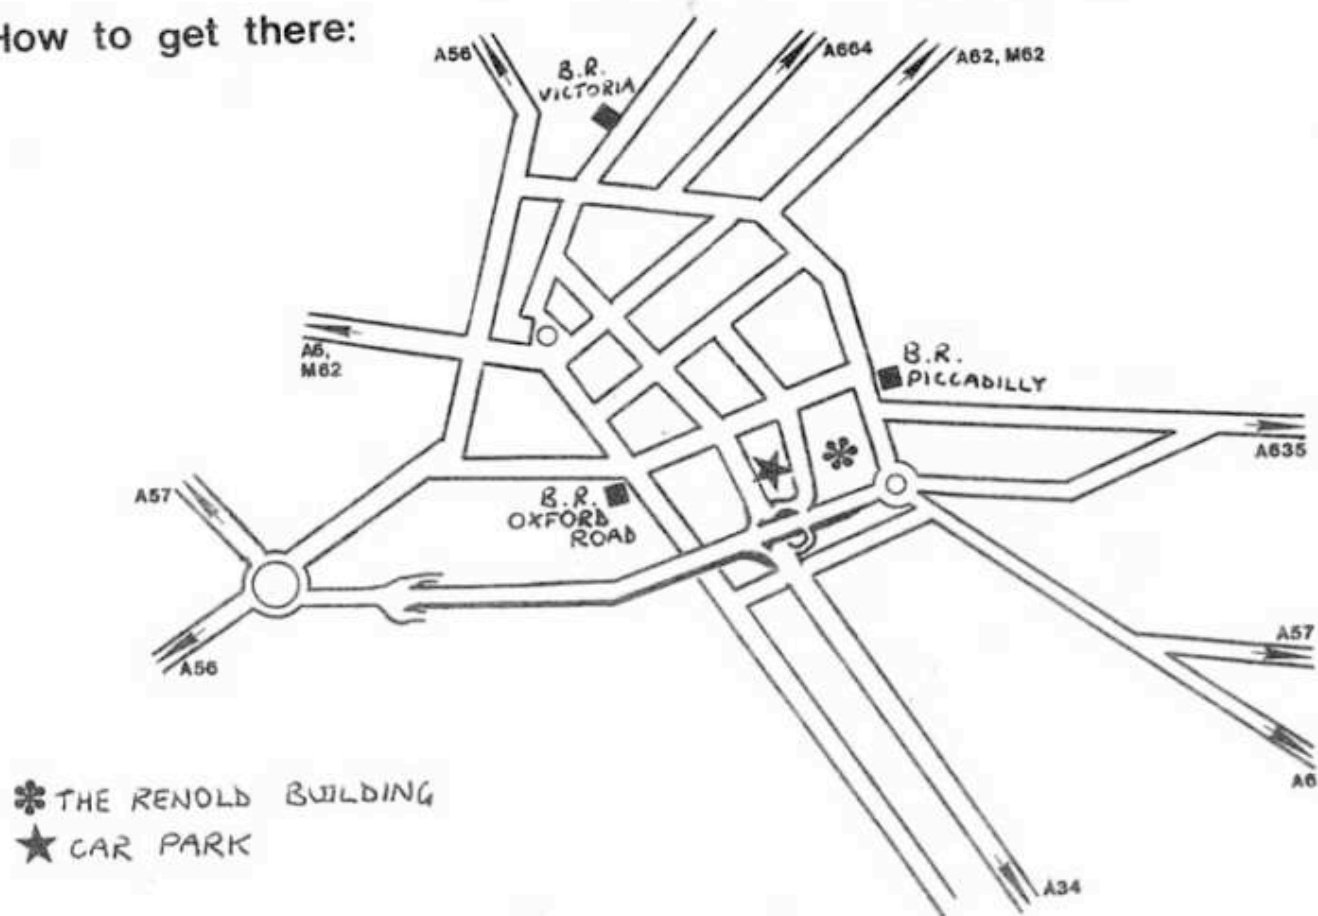 How to get there:
A56
B.R.
VICTORIA
A664
A62, M62
A6,
M62
B.R.
PICCADILLY
A635
A57
B.R.
OXFORD
ROAD
A56
A57
A6
THE RENOLD BUILDING
CAR PARK
A34